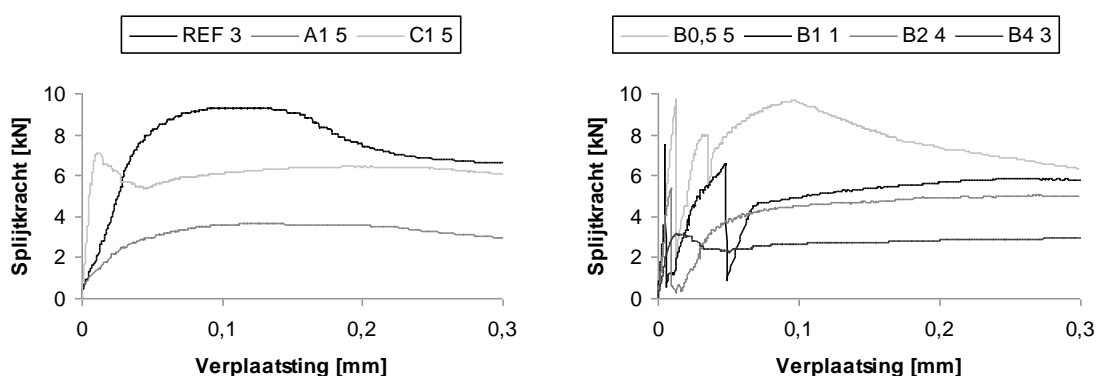 REF 3 A1 5 C1 5
Splijtkracht [kN]
10
8
6
4
2
0
0 0,1 0,2 0,3
Verplaatsting [mm]
B0,5 5 B1 1 B2 4 B4 3
Splijtkracht [kN]
10
8
6
4
2
0
0 0,1 0,2 0,3
Verplaatsing [mm]